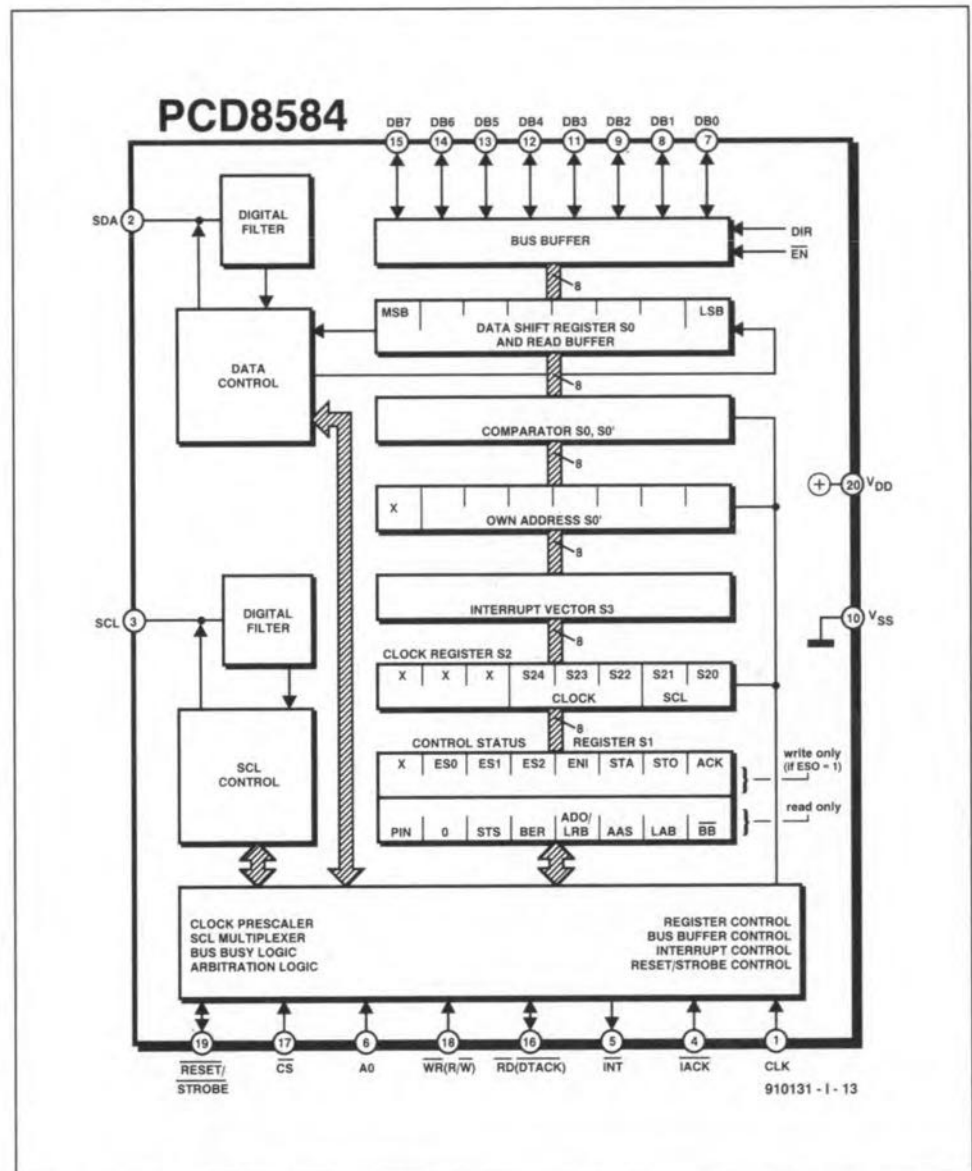 PCD8584
DB7 DB6 DB5 DB4 DB3 DB2 DB1 DB0
15 14 13 12 11 9 8 7
SDA 2
DIGITAL
FILTER
BUS BUFFER
DIR
EN
8
MSB LSB
DATA SHIFT REGISTER S0
AND READ BUFFER
DATA
CONTROL
8
COMPARATOR S0, S0'
8
X
OWN ADDRESS S0'
20 VDD
8
SCL 3
DIGITAL
FILTER
INTERRUPT VECTOR S3
10 VSS
8
CLOCK REGISTER S2
X X X S24 S23 S22 S21 S20
CLOCK SCL
8
SCL
CONTROL
CONTROL STATUS REGISTER S1
X ES0 ES1 ES2 ENI STA STO ACK
write only
(if ESO = 1)
read only
PIN 0 STS BER ADO/
LRB AAS LAB BB
CLOCK PRESCALER
SCL MULTIPLEXER
BUS BUSY LOGIC
ARBITRATION LOGIC
REGISTER CONTROL
BUS BUFFER CONTROL
INTERRUPT CONTROL
RESET/STROBE CONTROL
19 17 6 18 16 5 4 1
RESET/
STROBE
CS A0 WR(R/W) RD(DTACK) INT IACK CLK
910131 - I - 13